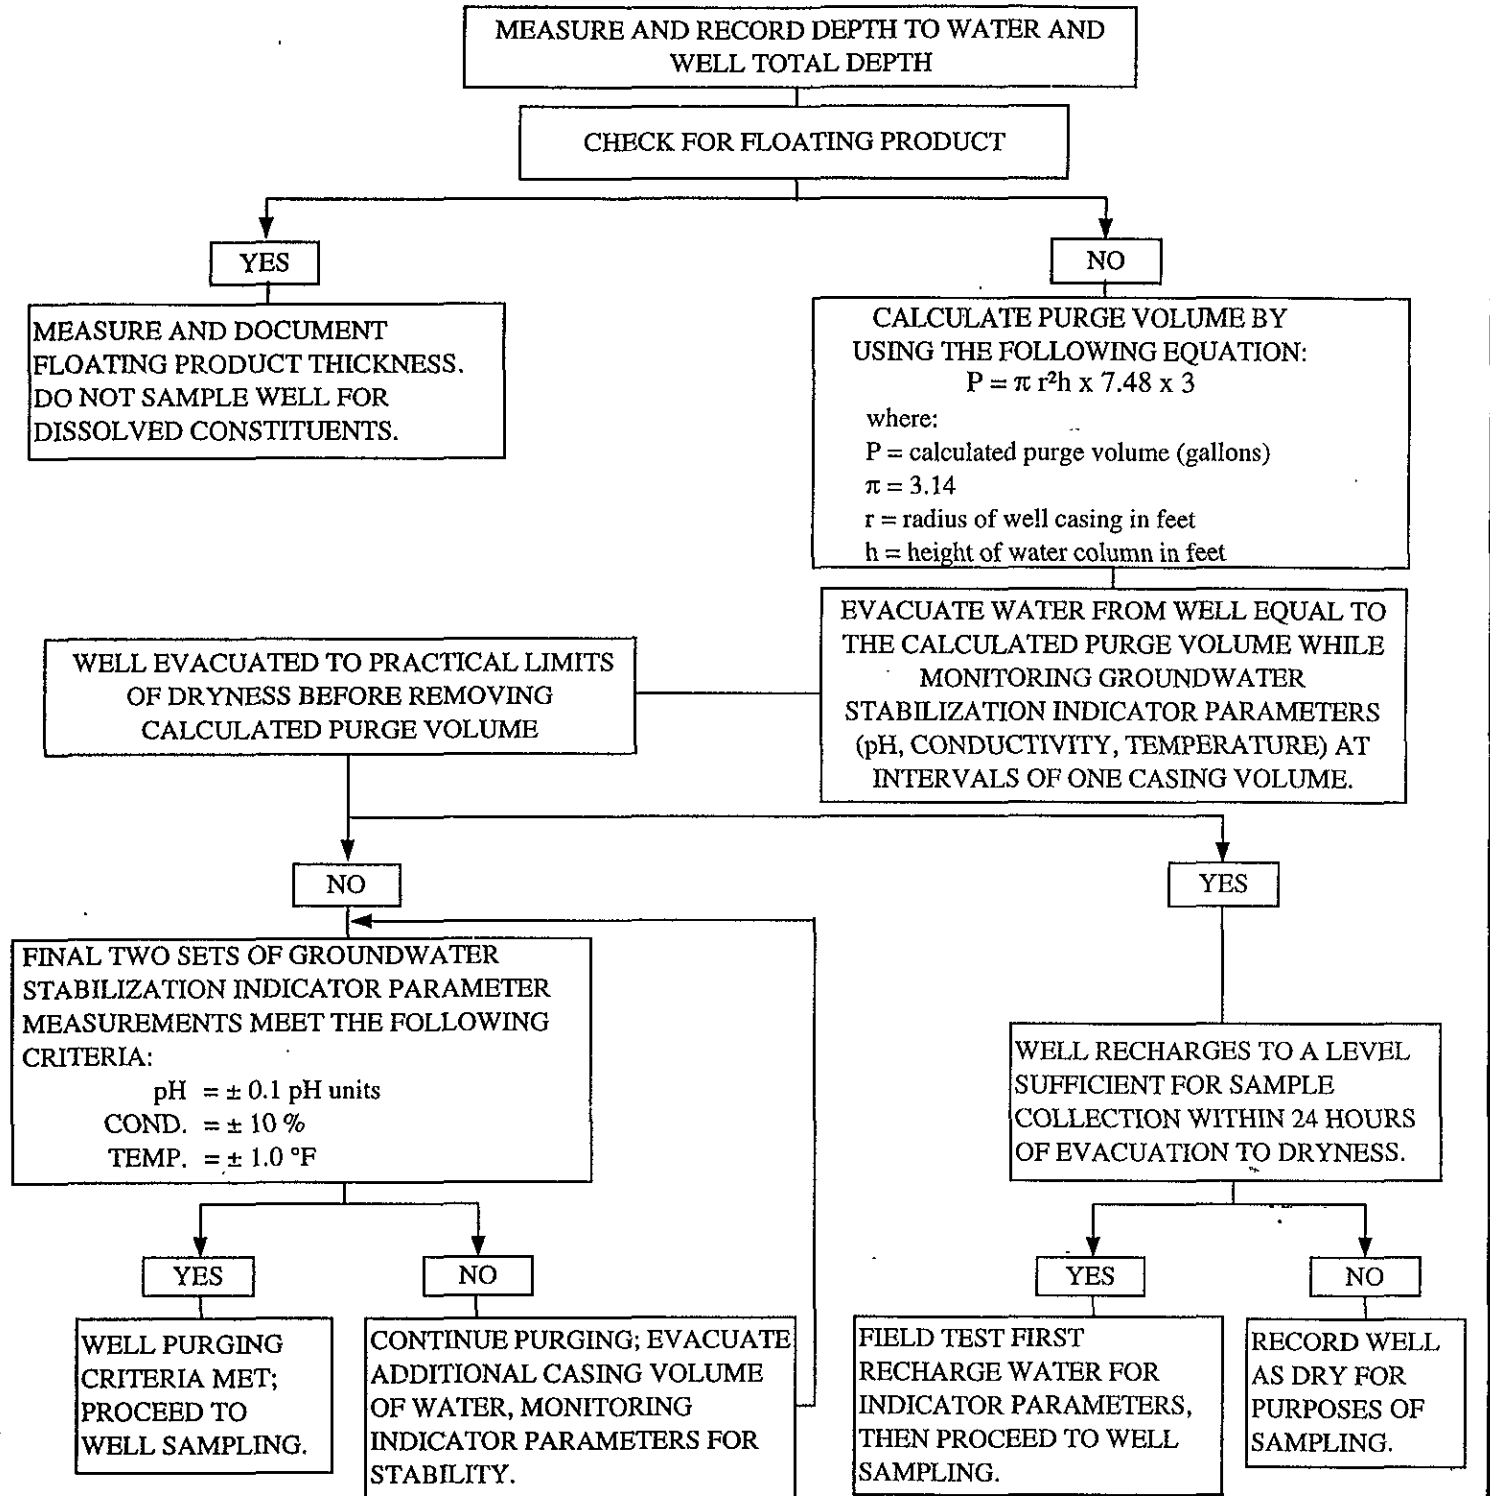 MEASURE AND RECORD DEPTH TO WATER AND
WELL TOTAL DEPTH
CHECK FOR FLOATING PRODUCT
YES
NO
MEASURE AND DOCUMENT
FLOATING PRODUCT THICKNESS.
DO NOT SAMPLE WELL FOR
DISSOLVED CONSTITUENTS.
CALCULATE PURGE VOLUME BY
USING THE FOLLOWING EQUATION:
P = π r²h x 7.48 x 3
where:
P = calculated purge volume (gallons)
π = 3.14
r = radius of well casing in feet
h = height of water column in feet
EVACUATE WATER FROM WELL EQUAL TO
THE CALCULATED PURGE VOLUME WHILE
MONITORING GROUNDWATER
STABILIZATION INDICATOR PARAMETERS
(pH, CONDUCTIVITY, TEMPERATURE) AT
INTERVALS OF ONE CASING VOLUME.
WELL EVACUATED TO PRACTICAL LIMITS
OF DRYNESS BEFORE REMOVING
CALCULATED PURGE VOLUME
NO
YES
FINAL TWO SETS OF GROUNDWATER
STABILIZATION INDICATOR PARAMETER
MEASUREMENTS MEET THE FOLLOWING
CRITERIA:
pH = ± 0.1 pH units
COND. = ± 10 %
TEMP. = ± 1.0 °F
WELL RECHARGES TO A LEVEL
SUFFICIENT FOR SAMPLE
COLLECTION WITHIN 24 HOURS
OF EVACUATION TO DRYNESS.
YES
NO
YES
NO
WELL PURGING
CRITERIA MET;
PROCEED TO
WELL SAMPLING.
CONTINUE PURGING; EVACUATE
ADDITIONAL CASING VOLUME
OF WATER, MONITORING
INDICATOR PARAMETERS FOR
STABILITY.
FIELD TEST FIRST
RECHARGE WATER FOR
INDICATOR PARAMETERS,
THEN PROCEED TO WELL
SAMPLING.
RECORD WELL
AS DRY FOR
PURPOSES OF
SAMPLING.